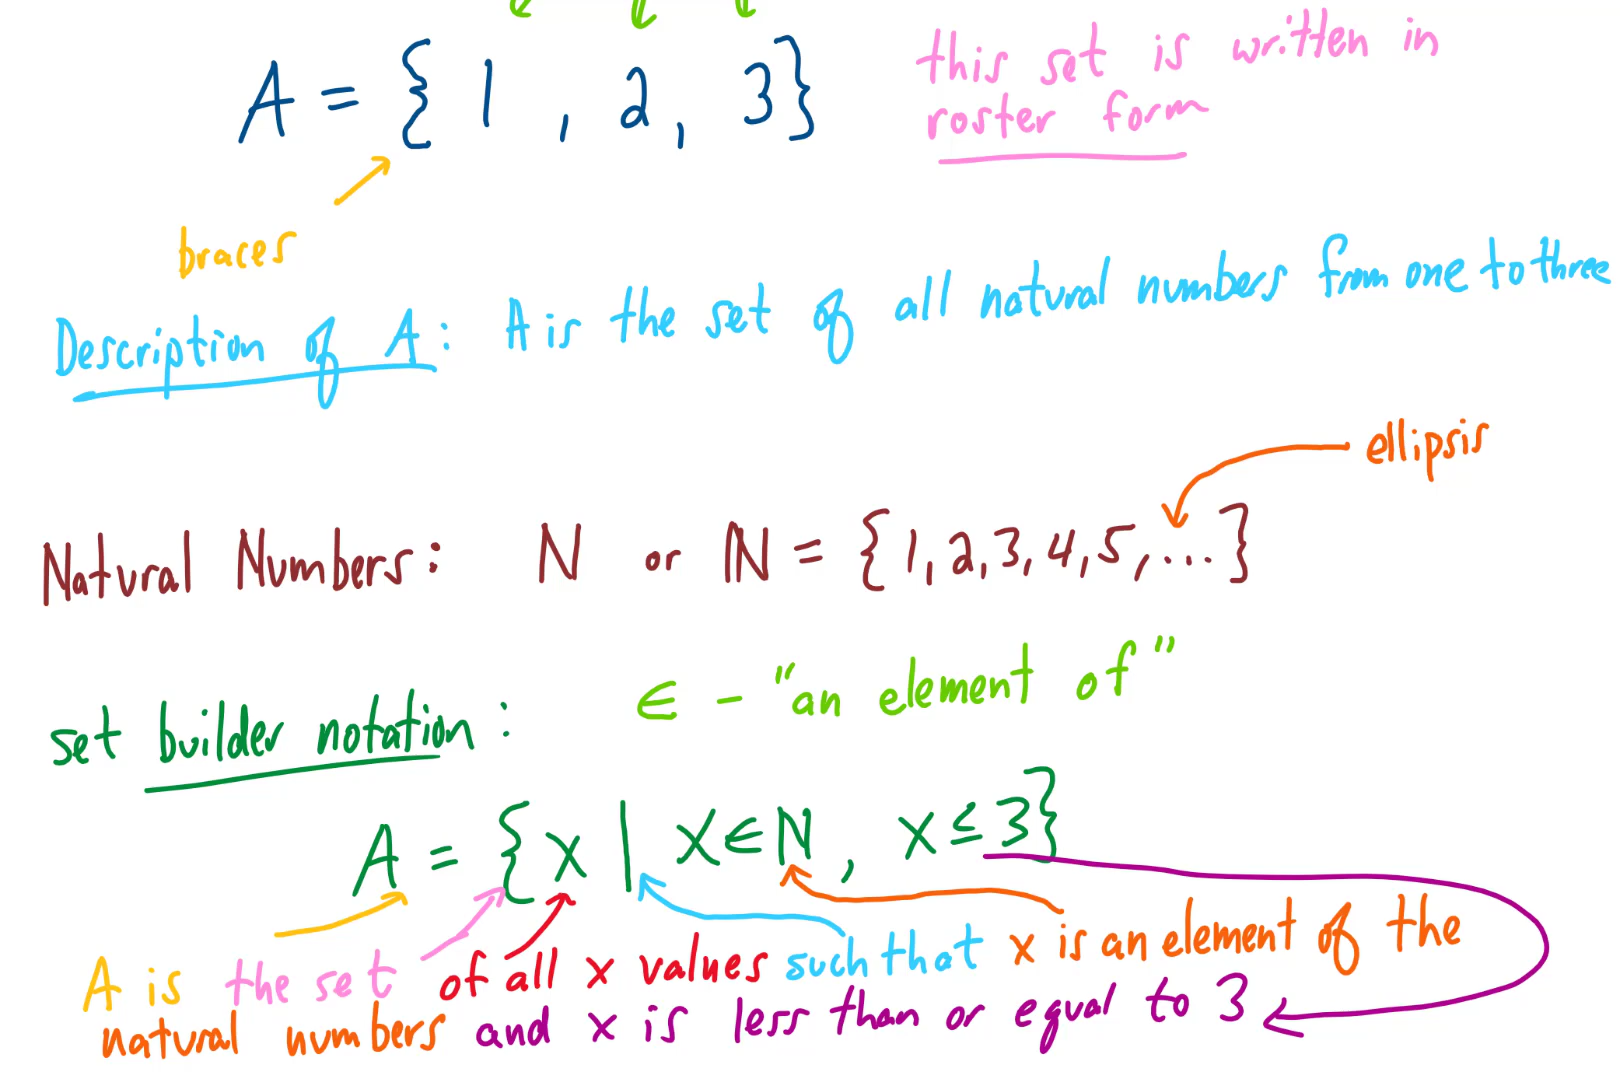 A = { 1 , 2, 3}
this set is written in
roster form
braces
Description of A: A is the set of all natural numbers from one to three
ellipsis
Natural Numbers: N or ℕ = {1, 2, 3, 4, 5, ...}
set builder notation: ∈ - "an element of"
A = {x | x ∈ ℕ, x ≤ 3}
A is the set of all x values such that x is an element of the
natural numbers and x is less than or equal to 3